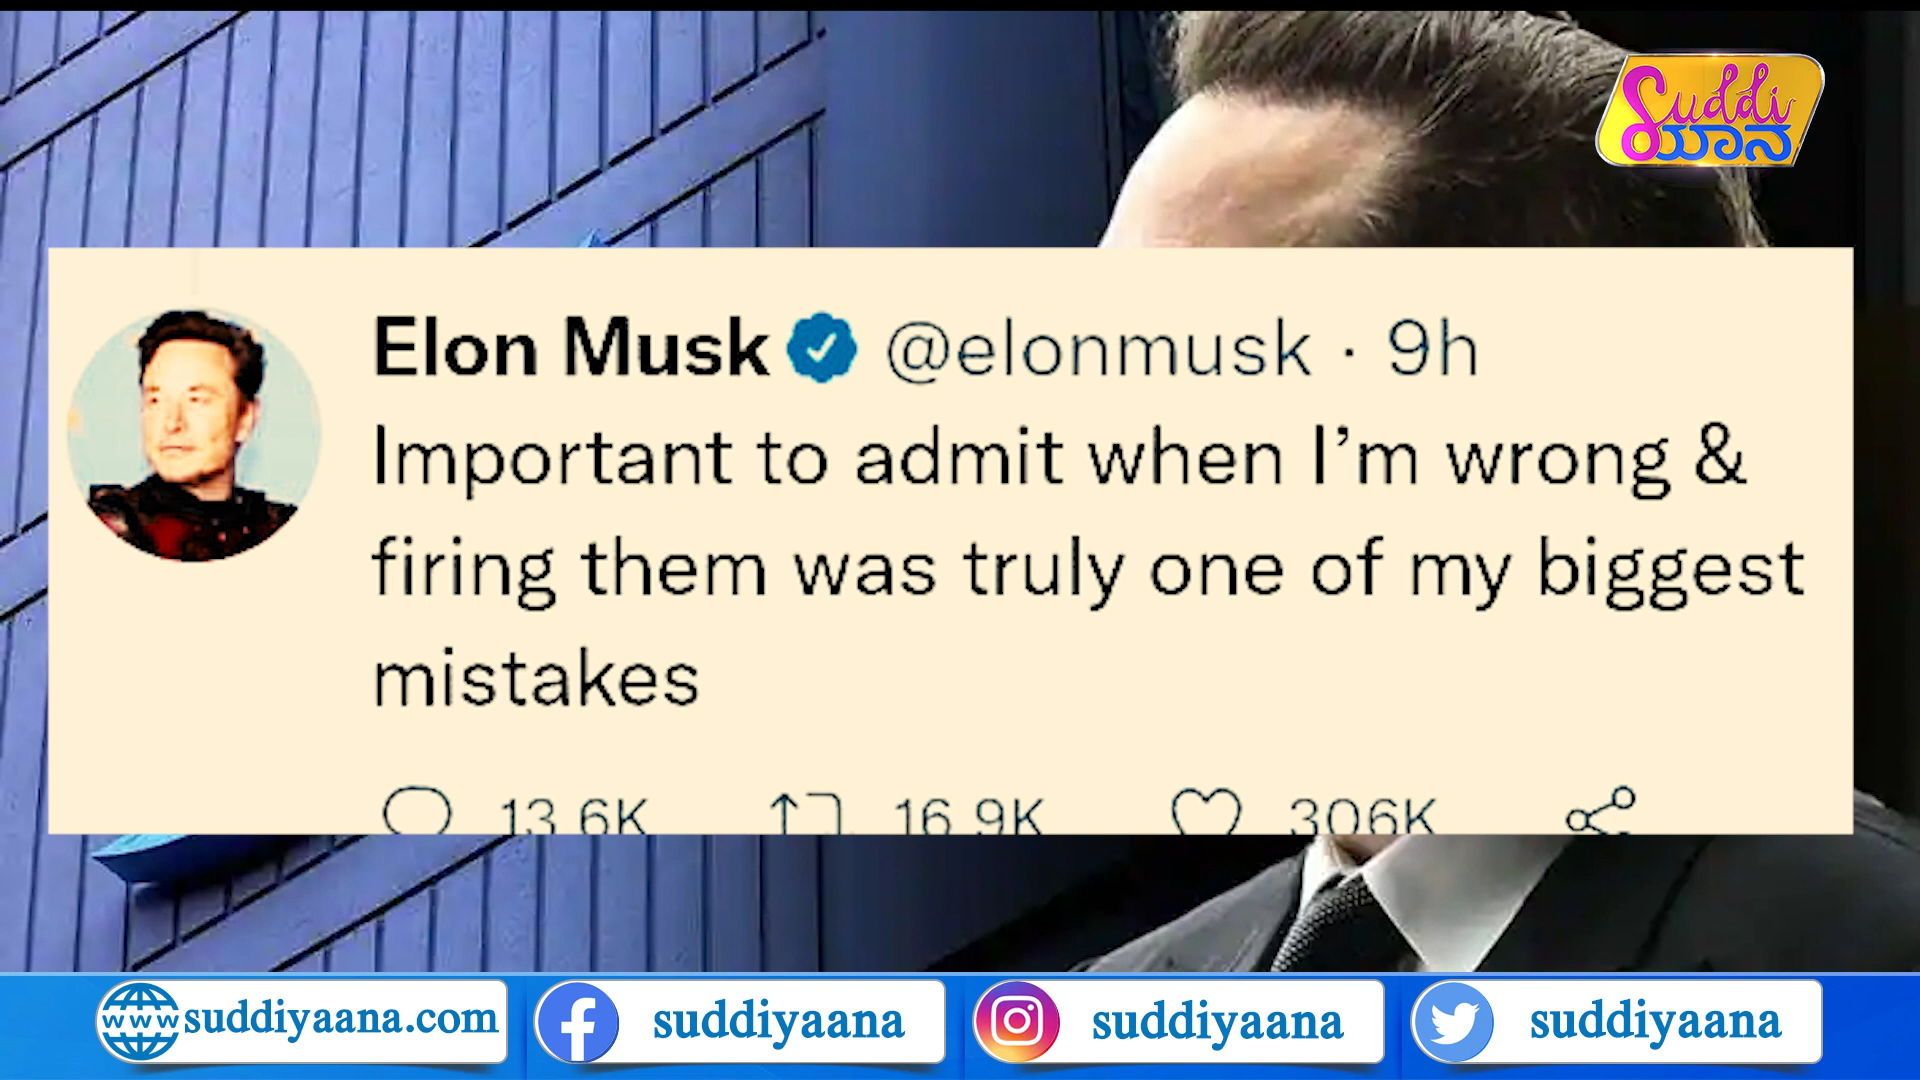 Suddi
ಯಾನ
Elon Musk @elonmusk · 9h
Important to admit when I’m wrong &
firing them was truly one of my biggest
mistakes
13.6K 16.9K 306K
www suddiyaana.com suddiyaana suddiyaana suddiyaana